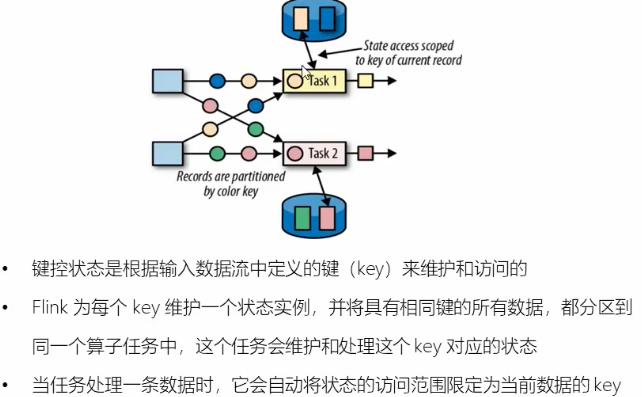 State access scoped
to key of current record
Task 1
Task 2
Records are partitioned
by color key
• 键控状态是根据输入数据流中定义的键（key）来维护和访问的
• Flink 为每个 key 维护一个状态实例，并将具有相同键的所有数据，都分区到
同一个算子任务中，这个任务会维护和处理这个 key 对应的状态
• 当任务处理一条数据时，它会自动将状态的访问范围限定为当前数据的 key